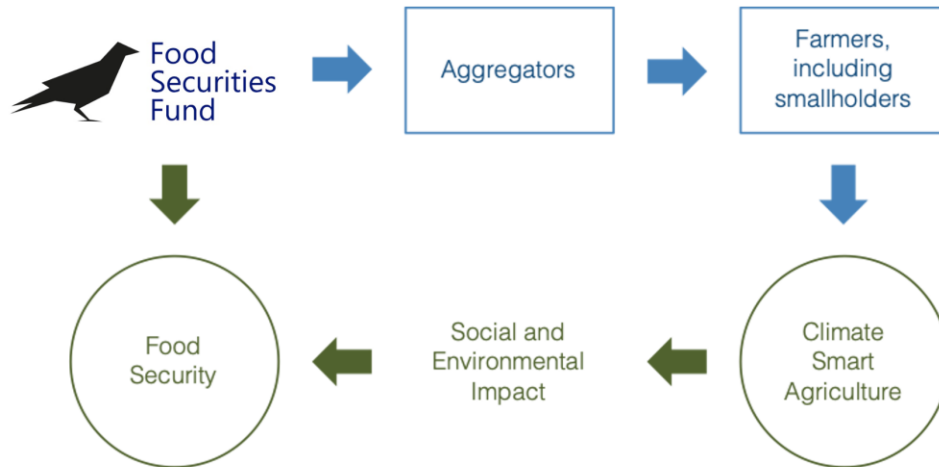 Food
Securities
Fund
Aggregators
Farmers,
including
smallholders
Food
Security
Social and
Environmental
Impact
Climate
Smart
Agriculture